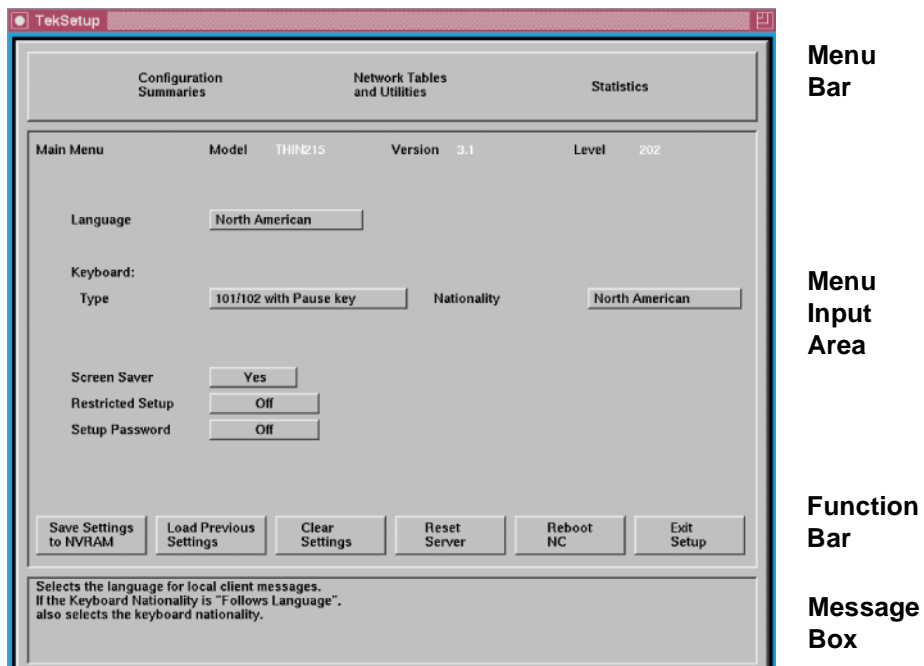 TekSetup
Configuration Summaries
Network Tables and Utilities
Statistics
Menu Bar
Main Menu Model THIN215 Version 3.1 Level 202
Language North American
Keyboard:
Type 101/102 with Pause key Nationality North American
Menu Input Area
Screen Saver Yes
Restricted Setup Off
Setup Password Off
Save Settings to NVRAM
Load Previous Settings
Clear Settings
Reset Server
Reboot NC
Exit Setup
Function Bar
Selects the language for local client messages.
If the Keyboard Nationality is "Follows Language".
also selects the keyboard nationality.
Message Box